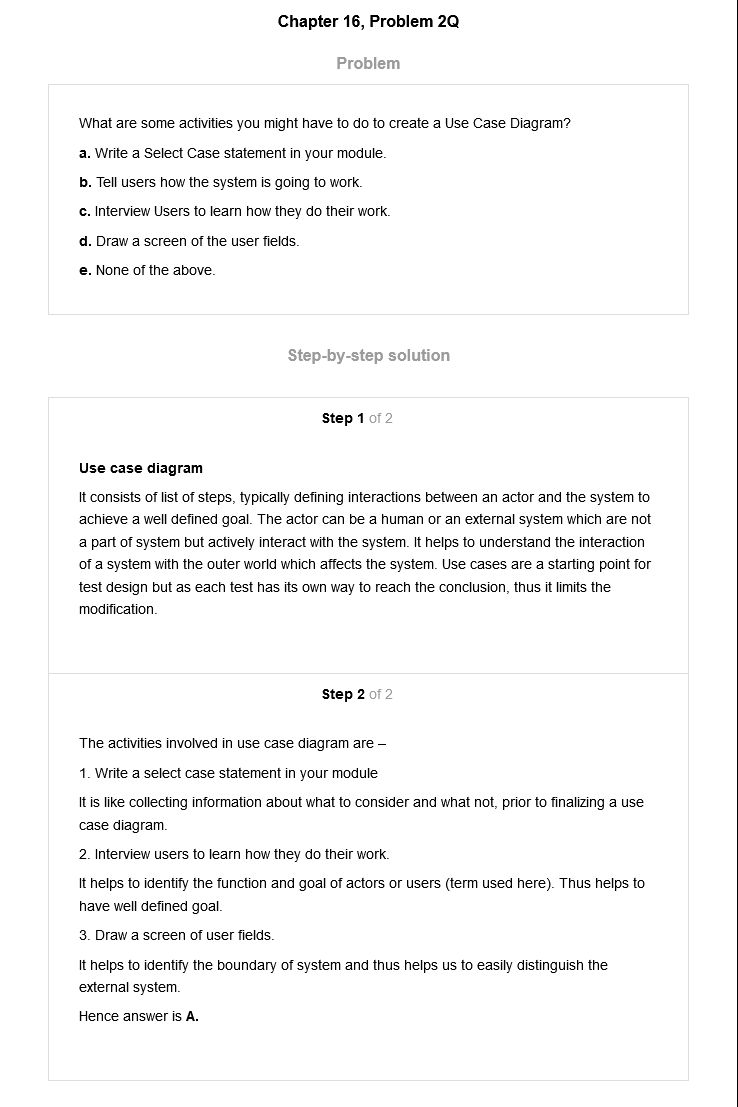 Chapter 16, Problem 2Q
Problem
What are some activities you might have to do to create a Use Case Diagram?
a. Write a Select Case statement in your module.
b. Tell users how the system is going to work.
c. Interview Users to learn how they do their work.
d. Draw a screen of the user fields.
e. None of the above.
Step-by-step solution
Step 1 of 2
Use case diagram
It consists of list of steps, typically defining interactions between an actor and the system to
achieve a well defined goal. The actor can be a human or an external system which are not
a part of system but actively interact with the system. It helps to understand the interaction
of a system with the outer world which affects the system. Use cases are a starting point for
test design but as each test has its own way to reach the conclusion, thus it limits the
modification.
Step 2 of 2
The activities involved in use case diagram are –
1. Write a select case statement in your module
It is like collecting information about what to consider and what not, prior to finalizing a use
case diagram.
2. Interview users to learn how they do their work.
It helps to identify the function and goal of actors or users (term used here). Thus helps to
have well defined goal.
3. Draw a screen of user fields.
It helps to identify the boundary of system and thus helps us to easily distinguish the
external system.
Hence answer is A.